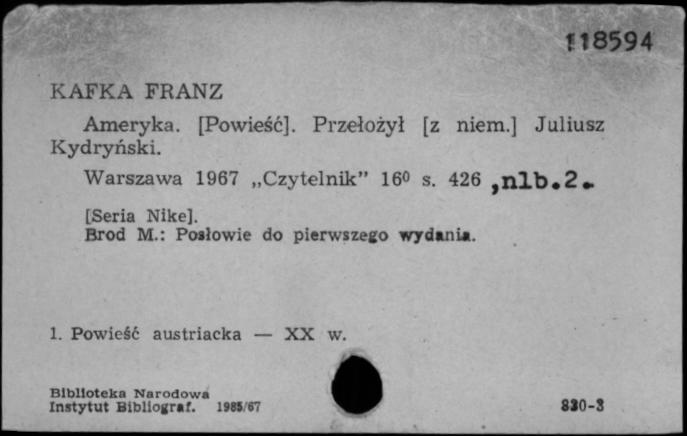 118594
KAFKA FRANZ
Ameryka. [Powieść]. Przełożył [z niem.] Juliusz
Kydryński.
Warszawa 1967 „Czytelnik” 16⁰ s. 426 ,nlb.2.
[Seria Nike].
Brod M.: Posłowie do pierwszego wydania.
1. Powieść austriacka — XX w.
Biblioteka Narodowa
Instytut Bibliograf. 1985/67 830-3